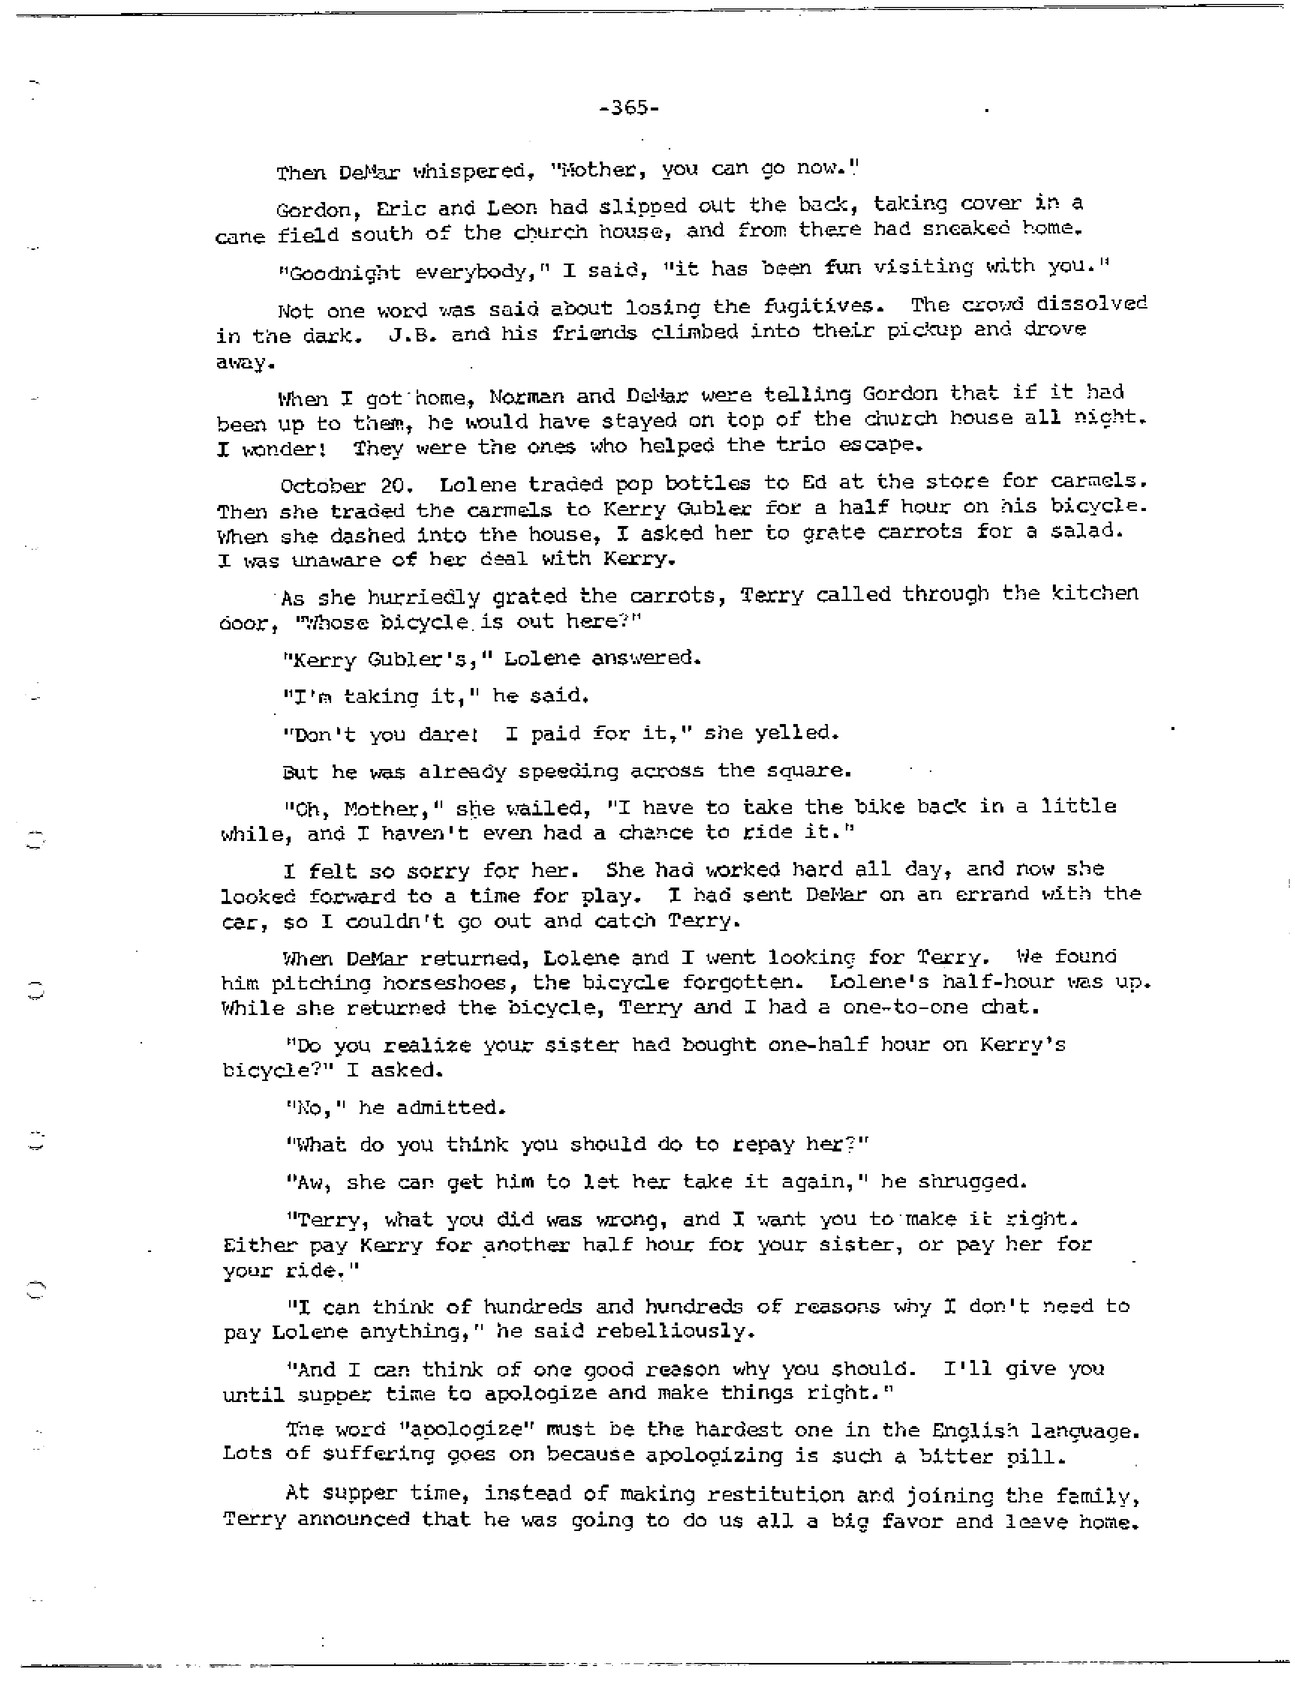 -365-
Then DeMar whispered, "Mother, you can go now."
Gordon, Eric and Leon had slipped out the back, taking cover in a
cane field south of the church house, and from there had sneaked home.
"Goodnight everybody," I said, "it has been fun visiting with you."
Not one word was said about losing the fugitives. The crowd dissolved
in the dark. J.B. and his friends climbed into their pickup and drove
away.
When I got home, Norman and DeMar were telling Gordon that if it had
been up to them, he would have stayed on top of the church house all night.
I wonder! They were the ones who helped the trio escape.
October 20. Lolene traded pop bottles to Ed at the store for carmels.
Then she traded the carmels to Kerry Gubler for a half hour on his bicycle.
When she dashed into the house, I asked her to grate carrots for a salad.
I was unaware of her deal with Kerry.
As she hurriedly grated the carrots, Terry called through the kitchen
door, "Whose bicycle is out here?"
"Kerry Gubler's," Lolene answered.
"I'm taking it," he said.
"Don't you dare! I paid for it," she yelled.
But he was already speeding across the square.
"Oh, Mother," she wailed, "I have to take the bike back in a little
while, and I haven't even had a chance to ride it."
I felt so sorry for her. She had worked hard all day, and now she
looked forward to a time for play. I had sent DeMar on an errand with the
car, so I couldn't go out and catch Terry.
When DeMar returned, Lolene and I went looking for Terry. We found
him pitching horseshoes, the bicycle forgotten. Lolene's half-hour was up.
While she returned the bicycle, Terry and I had a one-to-one chat.
"Do you realize your sister had bought one-half hour on Kerry's
bicycle?" I asked.
"No," he admitted.
"What do you think you should do to repay her?"
"Aw, she can get him to let her take it again," he shrugged.
"Terry, what you did was wrong, and I want you to make it right.
Either pay Kerry for another half hour for your sister, or pay her for
your ride."
"I can think of hundreds and hundreds of reasons why I don't need to
pay Lolene anything," he said rebelliously.
"And I can think of one good reason why you should. I'll give you
until supper time to apologize and make things right."
The word "apologize" must be the hardest one in the English language.
Lots of suffering goes on because apologizing is such a bitter pill.
At supper time, instead of making restitution and joining the family,
Terry announced that he was going to do us all a big favor and leave home.